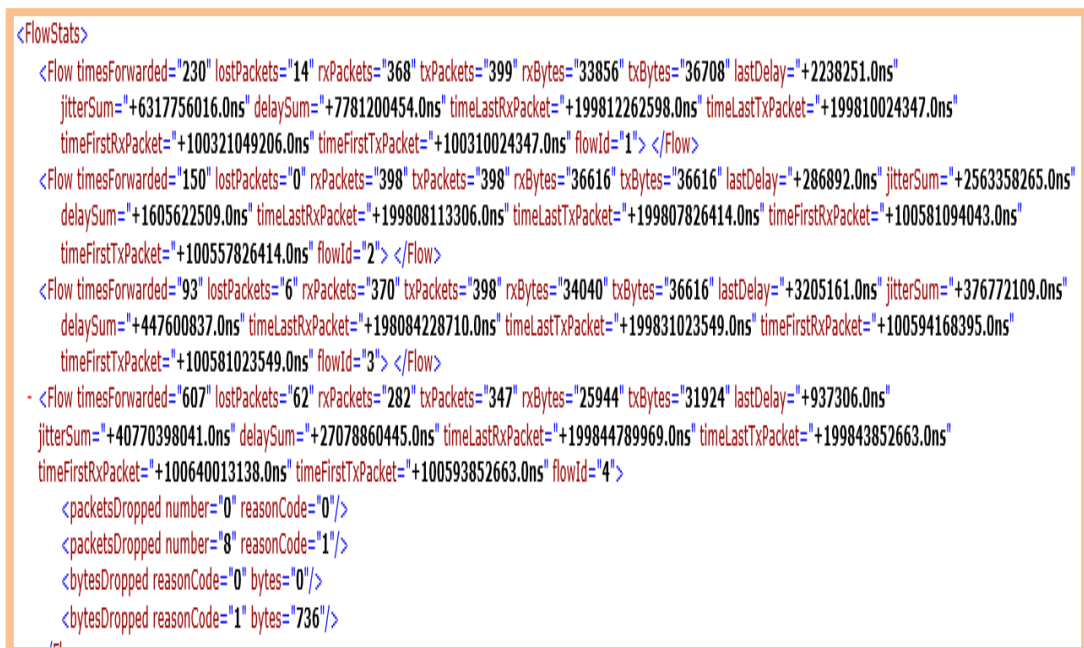 <FlowStats>
<Flow timesForwarded="230" lostPackets="14" rxPackets="368" txPackets="399" rxBytes="33856" txBytes="36708" lastDelay="+2238251.0ns"
jitterSum="+6317756016.0ns" delaySum="+7781200454.0ns" timeLastRxPacket="+199812262598.0ns" timeLastTxPacket="+199810024347.0ns"
timeFirstRxPacket="+100321049206.0ns" timeFirstTxPacket="+100310024347.0ns" flowId="1"> </Flow>
<Flow timesForwarded="150" lostPackets="0" rxPackets="398" txPackets="398" rxBytes="36616" txBytes="36616" lastDelay="+286892.0ns" jitterSum="+2563358265.0ns"
delaySum="+1605622509.0ns" timeLastRxPacket="+199808113306.0ns" timeLastTxPacket="+199807826414.0ns" timeFirstRxPacket="+100581094043.0ns"
timeFirstTxPacket="+100557826414.0ns" flowId="2"> </Flow>
<Flow timesForwarded="93" lostPackets="6" rxPackets="370" txPackets="398" rxBytes="34040" txBytes="36616" lastDelay="+3205161.0ns" jitterSum="+376772109.0ns"
delaySum="+447600837.0ns" timeLastRxPacket="+198084228710.0ns" timeLastTxPacket="+199831023549.0ns" timeFirstRxPacket="+100594168395.0ns"
timeFirstTxPacket="+100581023549.0ns" flowId="3"> </Flow>
- <Flow timesForwarded="607" lostPackets="62" rxPackets="282" txPackets="347" rxBytes="25944" txBytes="31924" lastDelay="+937306.0ns"
jitterSum="+40770398041.0ns" delaySum="+27078860445.0ns" timeLastRxPacket="+199844789969.0ns" timeLastTxPacket="+199843852663.0ns"
timeFirstRxPacket="+100640013138.0ns" timeFirstTxPacket="+100593852663.0ns" flowId="4">
<packetsDropped number="0" reasonCode="0"/>
<packetsDropped number="8" reasonCode="1"/>
<bytesDropped reasonCode="0" bytes="0"/>
<bytesDropped reasonCode="1" bytes="736"/>